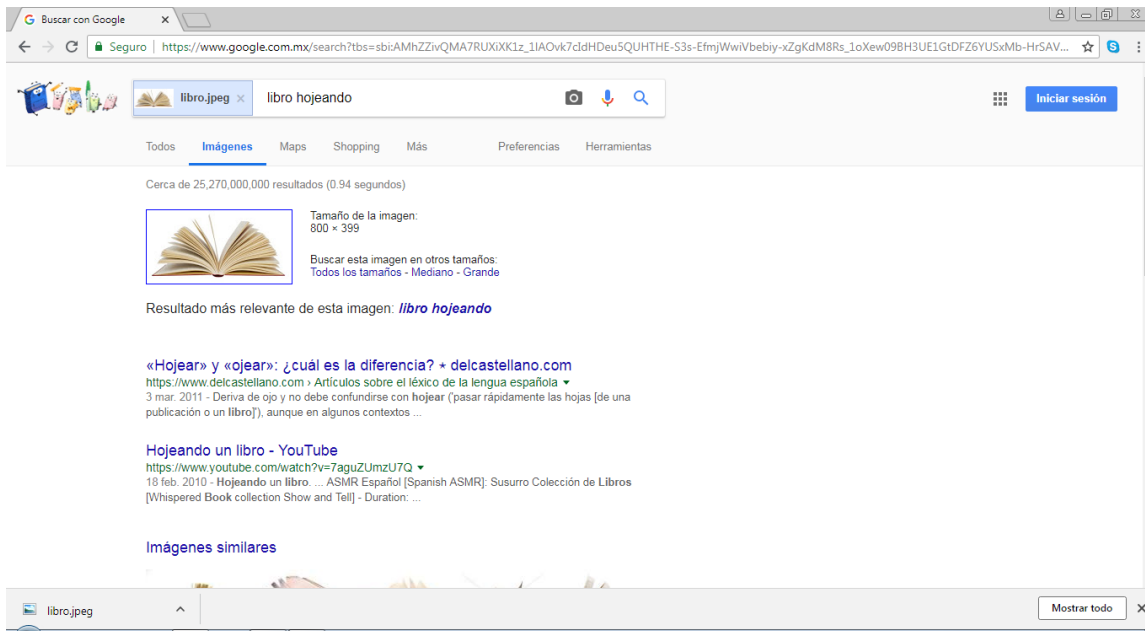 Buscar con Google
Seguro | https://www.google.com.mx/search?tbs=sbi:AMhZZivQMA7RUXiXK1z_1IAOvk7cIdHDeu5QUHTHE-S3s-EfmjWwiVbebiy-xZgKdM8Rs_1oXew09BH3UE1GtDFZ6YUSxMb-HrSAV...
libro.jpeg × libro hojeando
Iniciar sesión
Todos Imágenes Maps Shopping Más Preferencias Herramientas
Cerca de 25,270,000,000 resultados (0.94 segundos)
Tamaño de la imagen:
800 × 399
Buscar esta imagen en otros tamaños:
Todos los tamaños - Mediano - Grande
Resultado más relevante de esta imagen: libro hojeando
«Hojear» y «ojear»: ¿cuál es la diferencia? ⋆ delcastellano.com
https://www.delcastellano.com › Artículos sobre el léxico de la lengua española ▼
3 mar. 2011 - Deriva de ojo y no debe confundirse con hojear ('pasar rápidamente las hojas [de una
publicación o un libro]'), aunque en algunos contextos ...
Hojeando un libro - YouTube
https://www.youtube.com/watch?v=7aguZUmzU7Q ▼
18 feb. 2010 - Hojeando un libro. ... ASMR Español [Spanish ASMR]: Susurro Colección de Libros
[Whispered Book collection Show and Tell] - Duration: ...
Imágenes similares
libro.jpeg
Mostrar todo